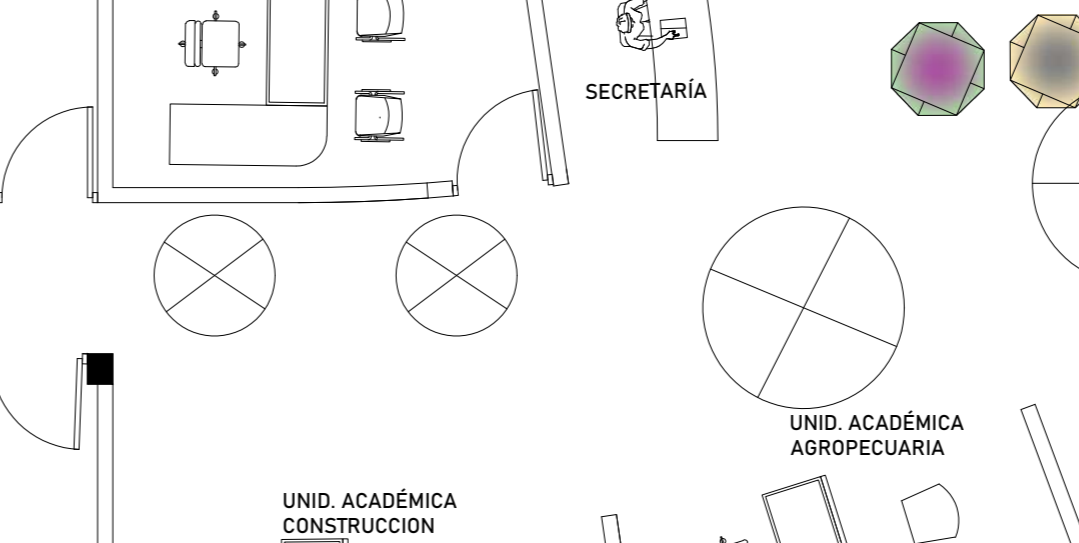 SECRETARÍA
UNID. ACADÉMICA
AGROPECUARIA
UNID. ACADÉMICA
CONSTRUCCION